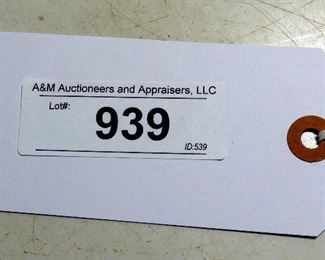 A&M Auctioneers and Appraisers, LLC
Lot#:
939
ID:539